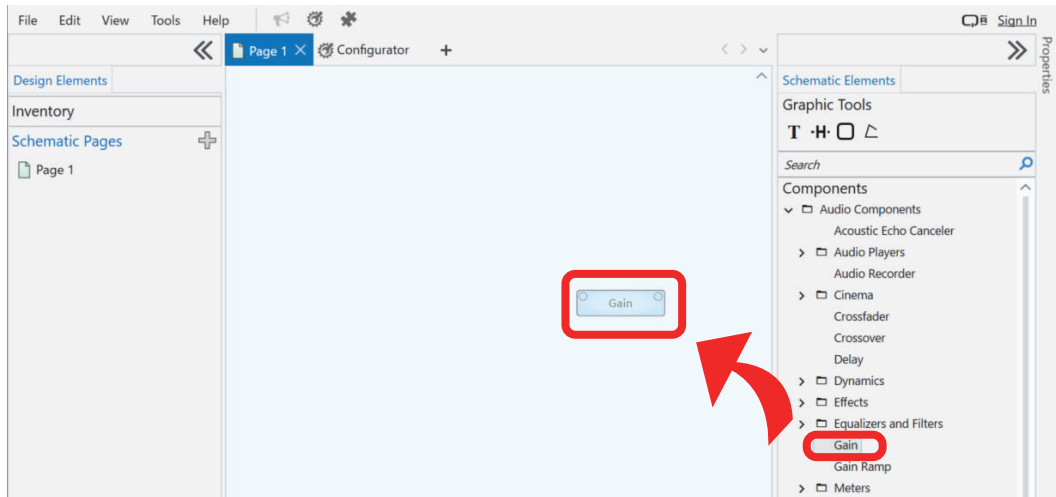 File Edit View Tools Help Sign In
Page 1 Configurator
Properties
Design Elements
Inventory
Schematic Pages
Page 1
Gain
Schematic Elements
Graphic Tools
T ·H·
Search
Components
Audio Components
Acoustic Echo Canceler
Audio Players
Audio Recorder
Cinema
Crossfader
Crossover
Delay
Dynamics
Effects
Equalizers and Filters
Gain
Gain Ramp
Meters